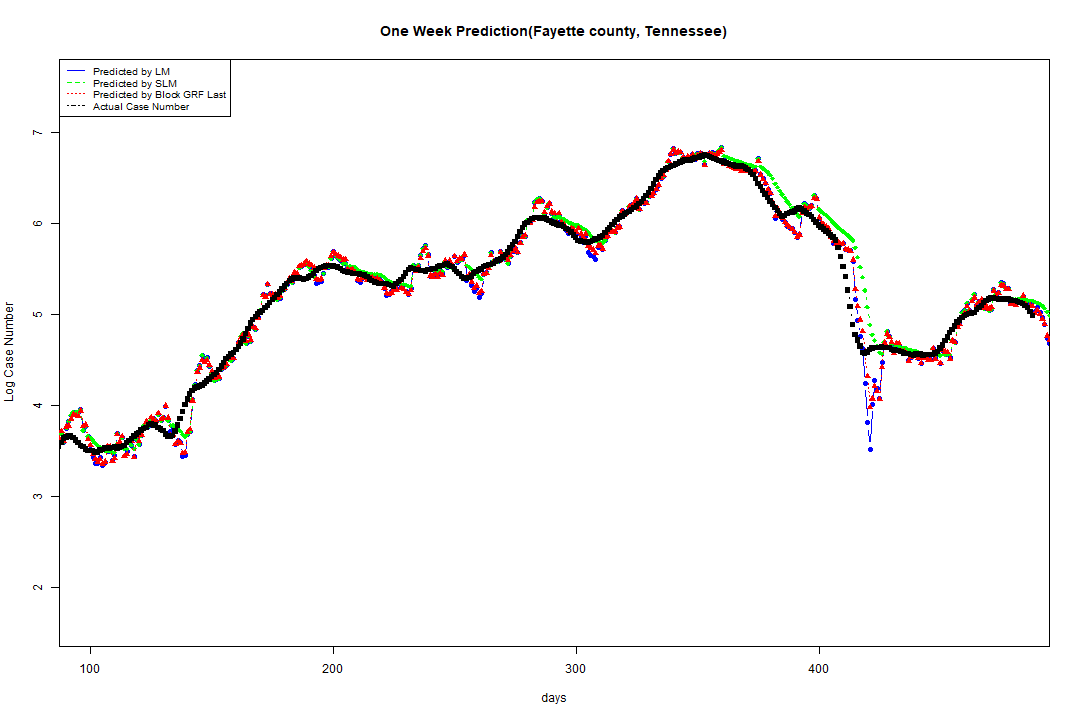 One Week Prediction(Fayette county, Tennessee)
Predicted by LM
Predicted by SLM
Predicted by Block GRF Last
Actual Case Number
7
6
5
4
3
2
Log Case Number
100 200 300 400
days